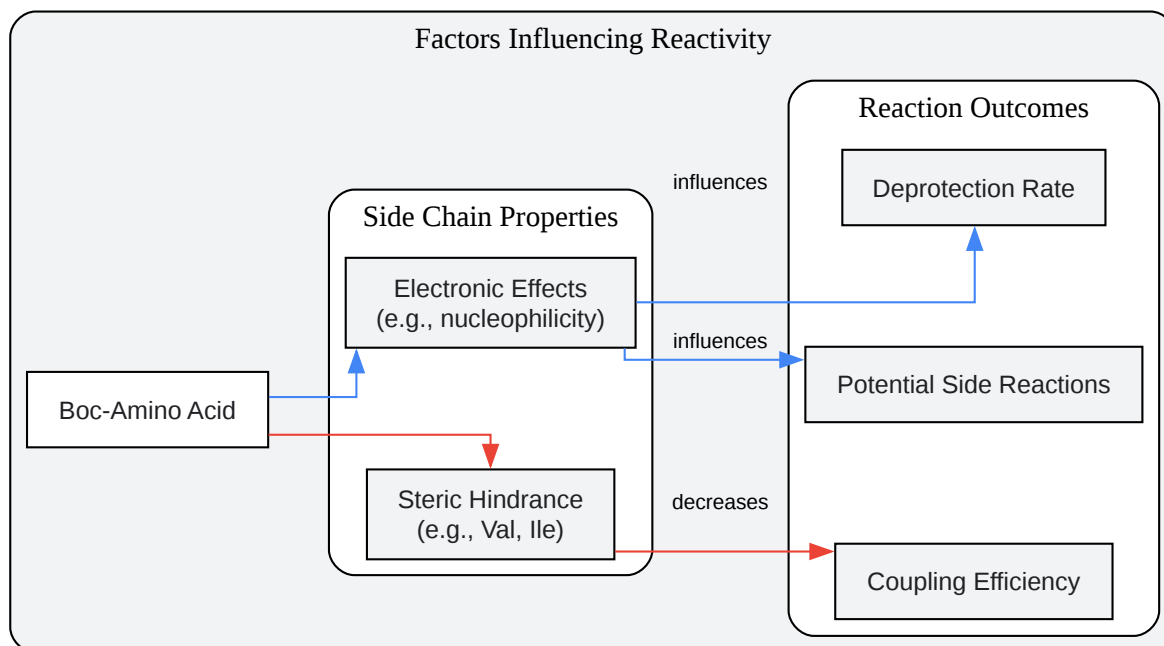 Factors Influencing Reactivity
Reaction Outcomes
Deprotection Rate
influences
Side Chain Properties
Electronic Effects
(e.g., nucleophilicity)
influences
Potential Side Reactions
Boc-Amino Acid
Steric Hindrance
(e.g., Val, Ile)
decreases
Coupling Efficiency